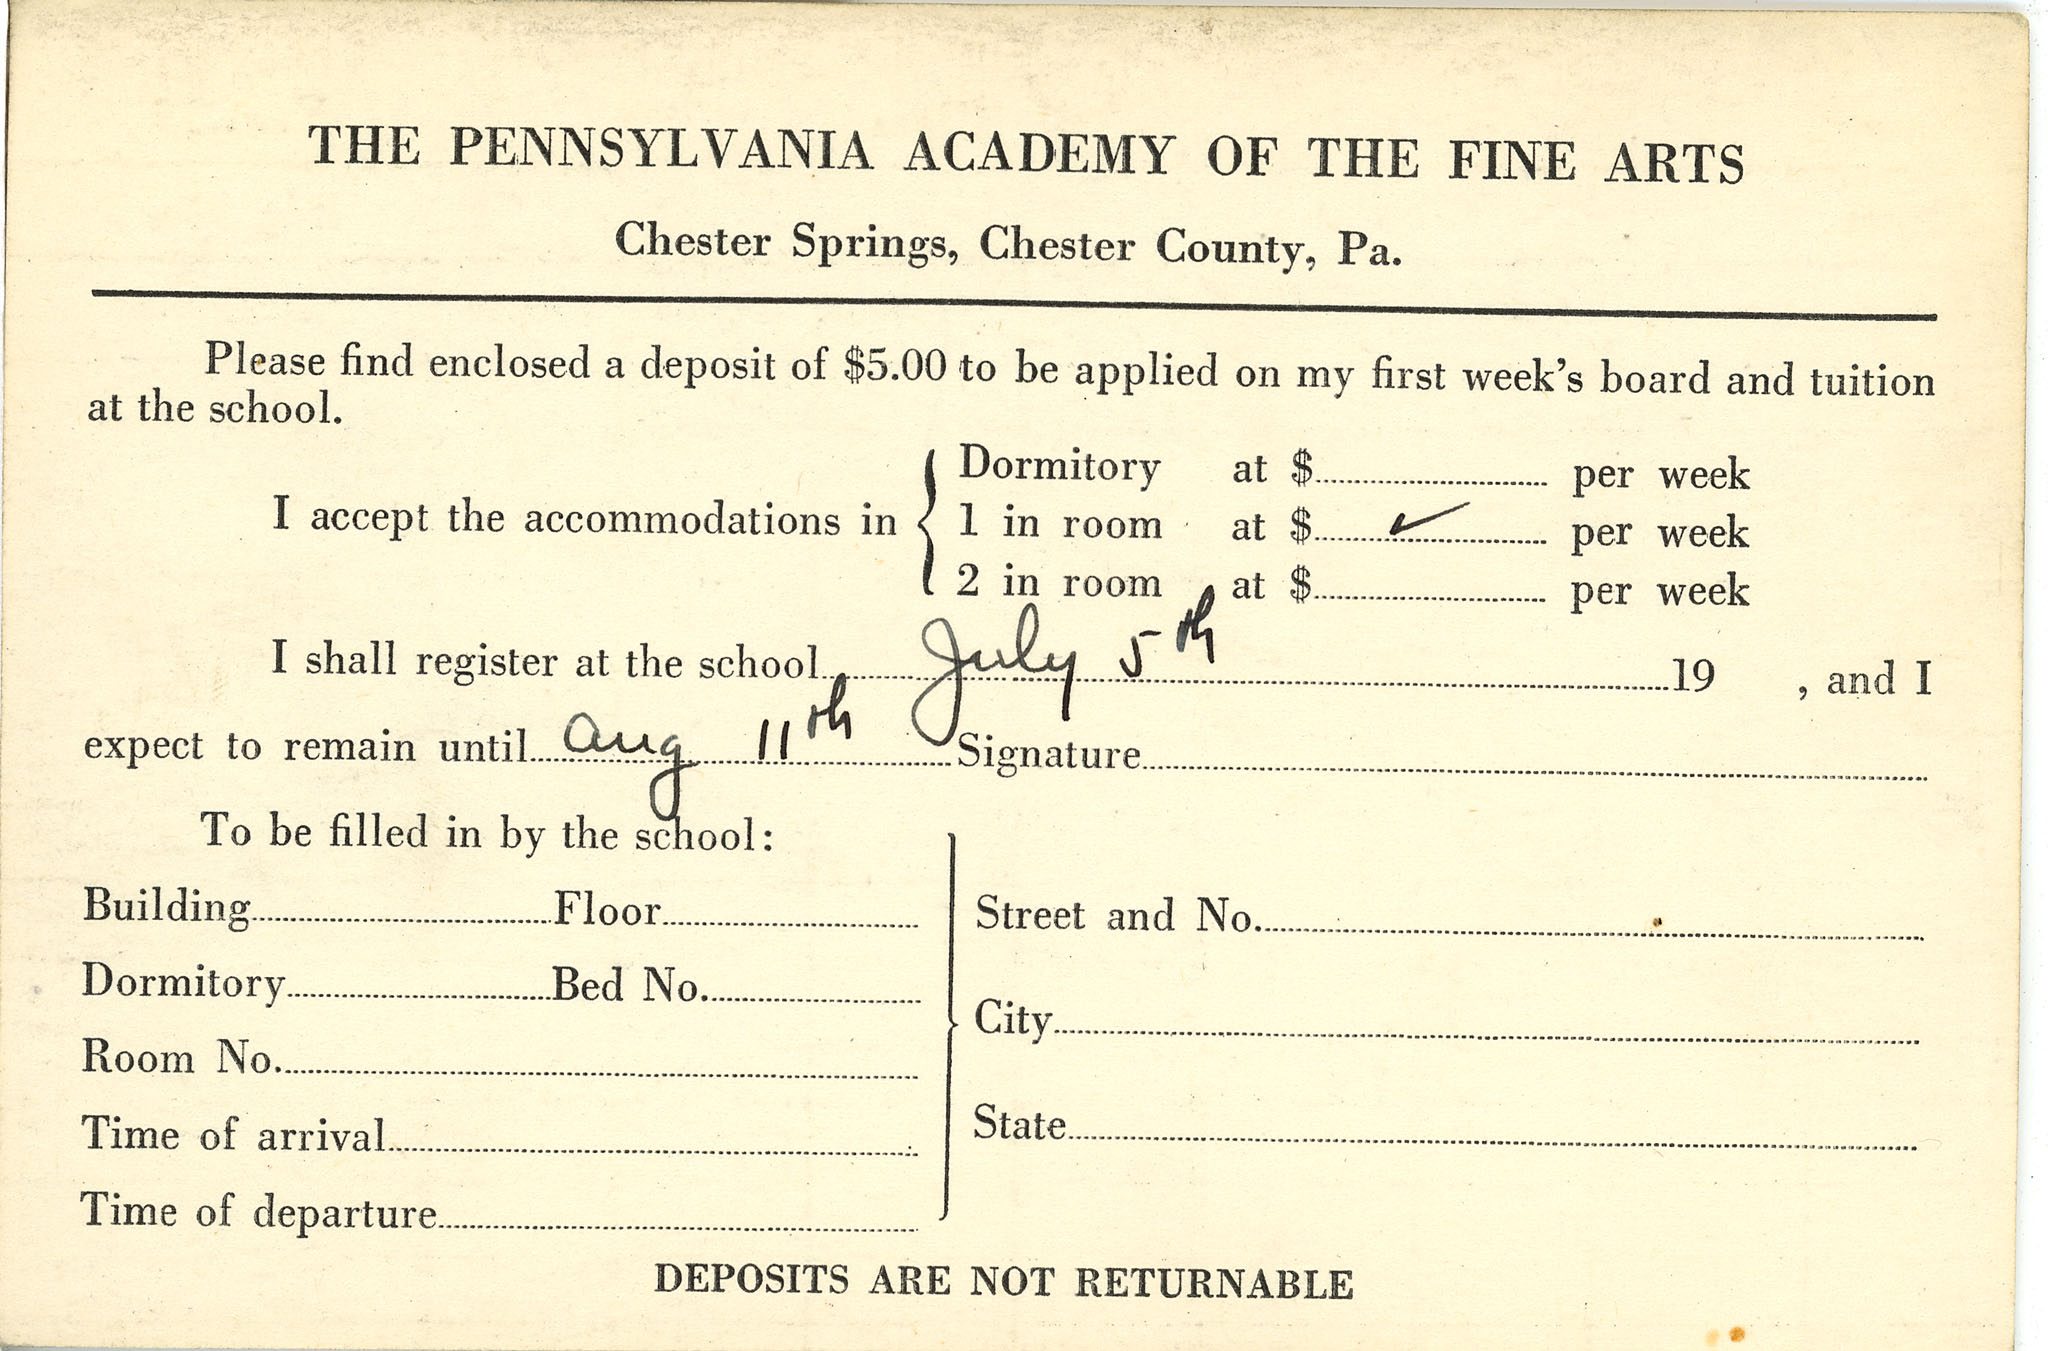 THE PENNSYLVANIA ACADEMY OF THE FINE ARTS
Chester Springs, Chester County, Pa.
Please find enclosed a deposit of $5.00 to be applied on my first week's board and tuition
at the school.
Dormitory at $ per week
I accept the accommodations in { 1 in room at $ ✓ per week
2 in room at $ per week
I shall register at the school July 5th 19 , and I
expect to remain until Aug 11th Signature
To be filled in by the school:
Building Floor
Dormitory Bed No.
Room No.
Time of arrival
Time of departure
Street and No.
City
State
DEPOSITS ARE NOT RETURNABLE